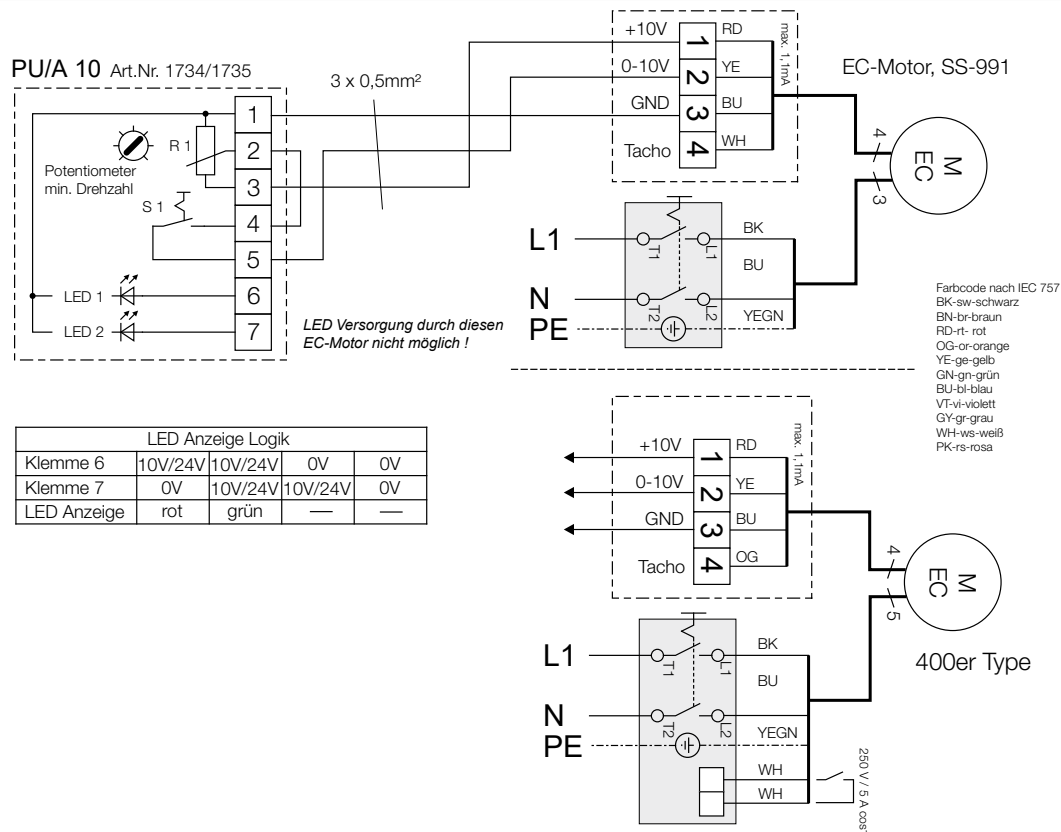 PU/A 10 Art.Nr. 1734/1735
3 x 0,5mm²
1
2
3
4
5
6
7
R 1
Potentiometer
min. Drehzahl
S 1
LED 1
LED 2
LED Versorgung durch diesen
EC-Motor nicht möglich !
+10V 1 RD
0-10V 2 YE
GND 3 BU
Tacho 4 WH
max. 1,1mA
EC-Motor, SS-991
M
EC
4
3
L1 T1 L1 BK
BU
N T2 L2
PE YEGN
Farbcode nach IEC 757
BK-sw-schwarz
BN-br-braun
RD-rt- rot
OG-or-orange
YE-ge-gelb
GN-gn-grün
BU-bl-blau
VT-vi-violett
GY-gr-grau
WH-ws-weiß
PK-rs-rosa
LED Anzeige Logik
Klemme 6 10V/24V 10V/24V 0V 0V
Klemme 7 0V 10V/24V 10V/24V 0V
LED Anzeige rot grün — —
+10V 1 RD
0-10V 2 YE
GND 3 BU
Tacho 4 OG
max. 1,1mA
M
EC
4
5
400er Type
L1 T1 L1 BK
BU
N T2 L2
PE YEGN
WH
WH
250 V / 5 A